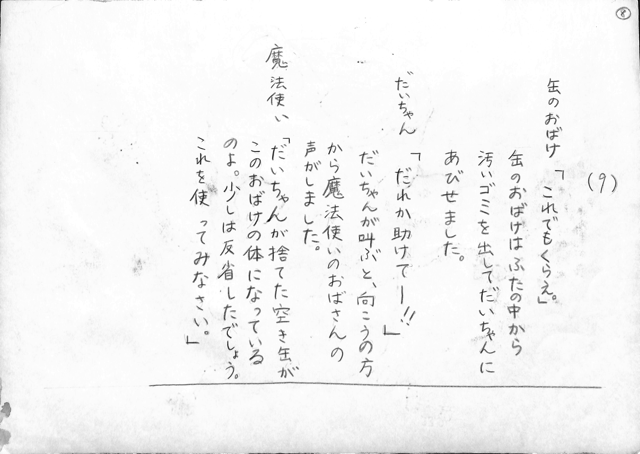 ⑧
(9)
缶のおばけ「これでもくらえ。」
缶のおばけはふたの中から
汚いゴミを出してだいちゃんに
あびせました。
だいちゃん「だれか助けてー!!」
だいちゃんが叫ぶと、向こうの方
から魔法使いのおばさんの
声がしました。
魔法使い「だいちゃんが捨てた空き缶が
このおばけの体になっている
のよ。少しは反省したでしょう。
これを使ってみなさい。」